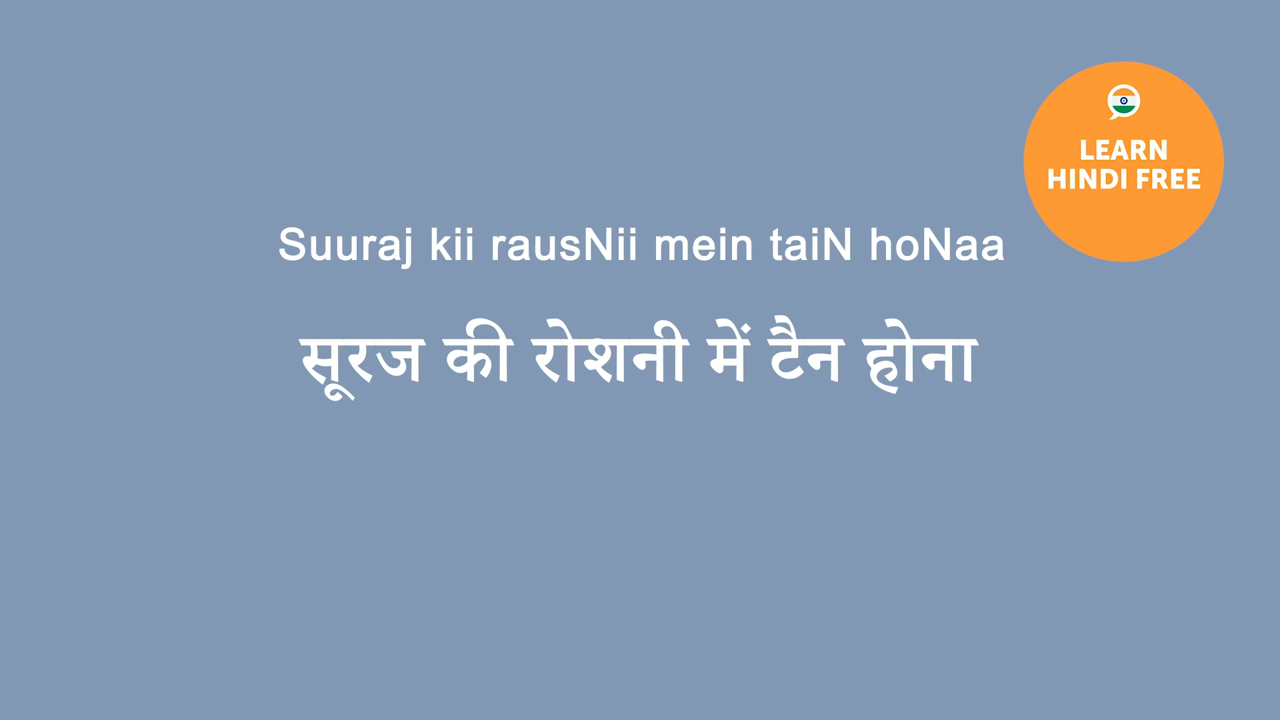 LEARN
HINDI FREE
Suuraj kii rausNii mein taiN hoNaa
सूरज की रोशनी में टैन होना